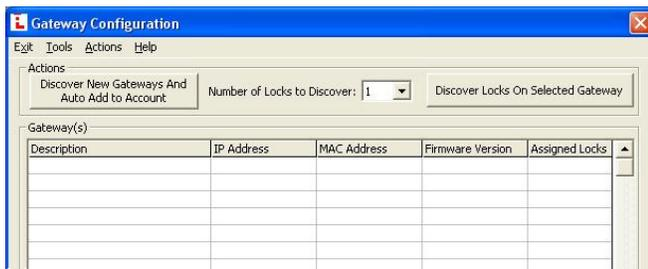 Gateway Configuration
Exit Tools Actions Help
Actions
Discover New Gateways And
Auto Add to Account
Number of Locks to Discover: 1
Discover Locks On Selected Gateway
Gateway(s)
Description IP Address MAC Address Firmware Version Assigned Locks